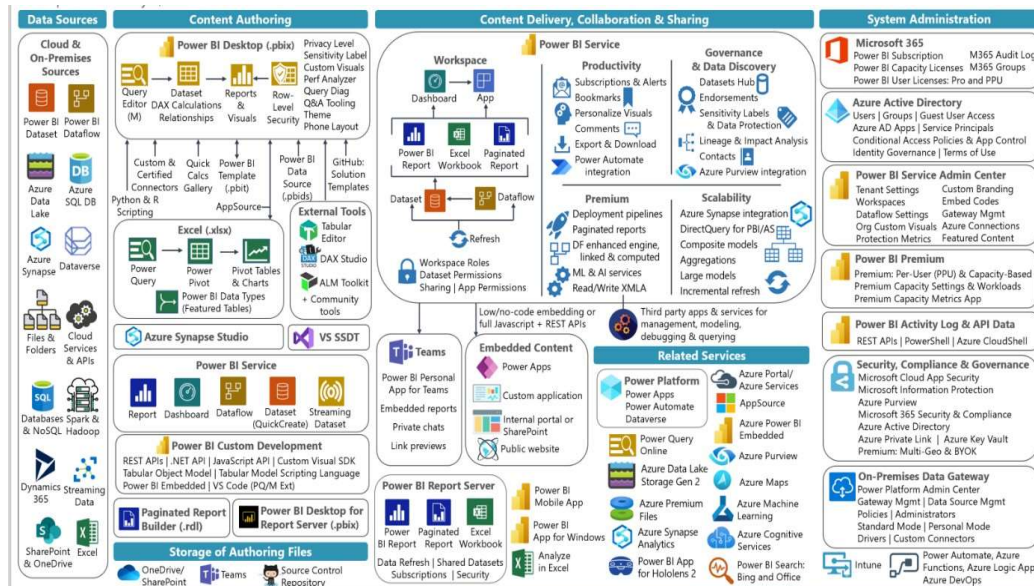 Data Sources
Cloud &
On-Premises
Sources
Power BI
Dataset
Power BI
Dataflow
Azure
Data
Lake
Azure
SQL DB
Azure
Synapse
Dataverse
Files &
Folders
Cloud
Services
& APIs
Databases
& NoSQL
Spark &
Hadoop
Dynamics
365
Streaming
Data
SharePoint
& OneDrive
Excel
Content Authoring
Power BI Desktop (.pbix)
Query
Editor
(M)
Dataset
DAX Calculations
Relationships
Reports
&
Visuals
Row-
Level
Security
Privacy Level
Sensitivity Label
Custom Visuals
Perf Analyzer
Query Diag
Q&A Tooling
Theme
Phone Layout
Custom &
Certified
Connectors
Python & R
Scripting
Quick
Calcs
Gallery
Power BI
Template
(.pbit)
AppSource
Power BI
Data
Source
(.pbids)
GitHub:
Solution
Templates
Excel (.xlsx)
Power
Query
Power
Pivot
Pivot Tables
& Charts
Power BI Data Types
(Featured Tables)
External Tools
Tabular
Editor
DAX
STUDIO
DAX Studio
ALM Toolkit
+ Community
tools
Azure Synapse Studio
VS SSDT
Power BI Service
Report
Dashboard
Dataflow
Dataset
(QuickCreate)
Streaming
Dataset
Power BI Custom Development
REST APIs | .NET API | JavaScript API | Custom Visual SDK
Tabular Object Model | Tabular Model Scripting Language
Power BI Embedded | VS Code (PQ/M Ext)
Paginated Report
Builder (.rdl)
Power BI Desktop for
Report Server (.pbix)
Storage of Authoring Files
OneDrive/
SharePoint
Teams
Source Control
Repository
Content Delivery, Collaboration & Sharing
Power BI Service
Workspace
Dashboard
App
Power BI
Report
Excel
Workbook
Paginated
Report
Dataset
Dataflow
Refresh
Workspace Roles
Dataset Permissions
Sharing | App Permissions
Productivity
Subscriptions & Alerts
Bookmarks
Personalize Visuals
Comments
Export & Download
Power Automate
integration
Governance
& Data Discovery
Datasets Hub
Endorsements
Sensitivity Labels
& Data Protection
Lineage & Impact Analysis
Contacts
Azure Purview integration
Premium
Deployment pipelines
Paginated reports
DF enhanced engine,
linked & computed
ML & AI services
Read/Write XMLA
Scalability
Azure Synapse integration
DirectQuery for PBI/AS
Composite models
Aggregations
Large models
Incremental refresh
Low/no-code embedding or
full Javascript + REST APIs
Third party apps & services for
management, modeling,
debugging & querying
Teams
Power BI Personal
App for Teams
Embedded reports
Private chats
Link previews
Embedded Content
Power Apps
Custom application
Internal portal or
SharePoint
Public website
Power BI Report Server
Power
BI Report
Paginated
Report
Excel
Workbook
Data Refresh | Shared Datasets
Subscriptions | Security
Power BI
Mobile App
Power BI
App for Windows
Analyze
in Excel
Related Services
Power Platform
Power Apps
Power Automate
Dataverse
Power Query
Online
Azure Data Lake
Storage Gen 2
Azure Premium
Files
Azure Synapse
Analytics
Power BI App
for Hololens 2
Azure Portal/
Azure Services
AppSource
Azure Power BI
Embedded
Azure Purview
Azure Maps
Azure Machine
Learning
Azure Cognitive
Services
Power BI Search:
Bing and Office
System Administration
Microsoft 365
Power BI Subscription
M365 Audit Log
Power BI Capacity Licenses
M365 Groups
Power BI User Licenses: Pro and PPU
Azure Active Directory
Users | Groups | Guest User Access
Azure AD Apps | Service Principals
Conditional Access Policies & App Control
Identity Governance | Terms of Use
Power BI Service Admin Center
Tenant Settings
Custom Branding
Workspaces
Embed Codes
Dataflow Settings
Gateway Mgmt
Org Custom Visuals
Azure Connections
Protection Metrics
Featured Content
Power BI Premium
Premium: Per-User (PPU) & Capacity-Based
Premium Capacity Settings & Workloads
Premium Capacity Metrics App
Power BI Activity Log & API Data
REST APIs | PowerShell | Azure CloudShell
Security, Compliance & Governance
Microsoft Cloud App Security
Microsoft Information Protection
Azure Purview
Microsoft 365 Security & Compliance
Azure Active Directory
Azure Private Link | Azure Key Vault
Premium: Multi-Geo & BYOK
On-Premises Data Gateway
Power Platform Admin Center
Gateway Mgmt | Data Source Mgmt
Policies | Administrators
Standard Mode | Personal Mode
Drivers | Custom Connectors
Intune
Power Automate, Azure
Functions, Azure Logic App
Azure DevOps